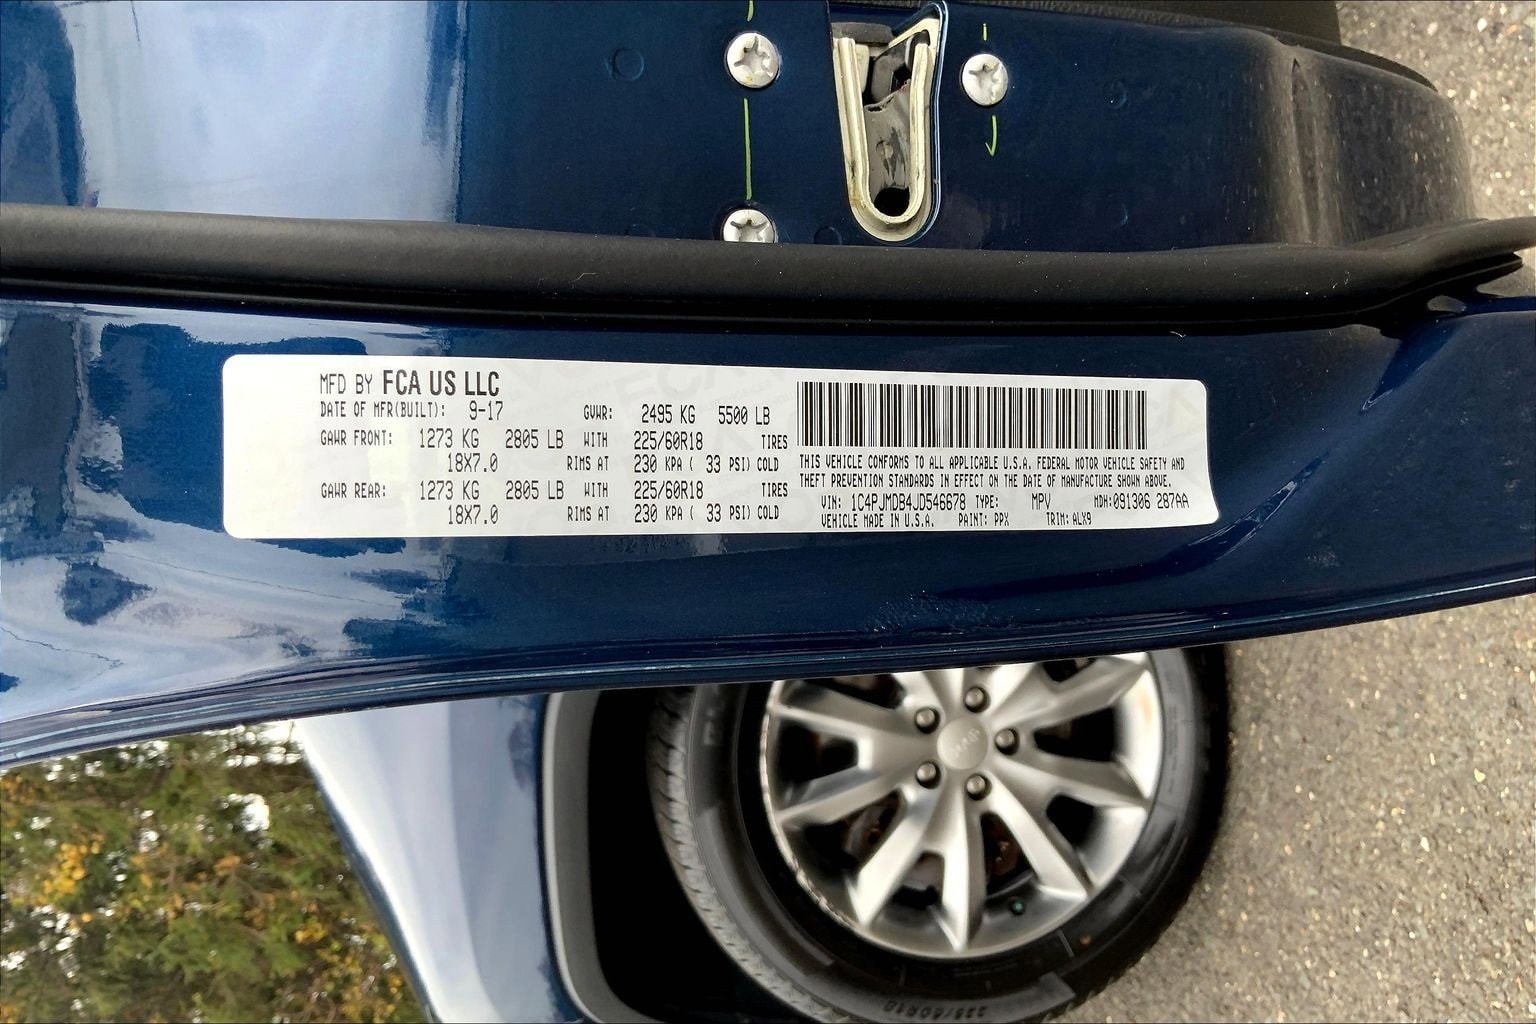 MFD BY FCA US LLC
DATE OF MFR(BUILT): 9-17 GVWR: 2495 KG 5500 LB
GAWR FRONT: 1273 KG 2805 LB WITH 225/60R18 TIRES
18X7.0 RIMS AT 230 KPA ( 33 PSI) COLD
GAWR REAR: 1273 KG 2805 LB WITH 225/60R18 TIRES
18X7.0 RIMS AT 230 KPA ( 33 PSI) COLD
THIS VEHICLE CONFORMS TO ALL APPLICABLE U.S.A. FEDERAL MOTOR VEHICLE SAFETY AND
THEFT PREVENTION STANDARDS IN EFFECT ON THE DATE OF MANUFACTURE SHOWN ABOVE.
VIN: 1C4PJMDB4JD546678 TYPE: MPV MDH:091306 287AA
VEHICLE MADE IN U.S.A. PAINT: PPX TRIM: ALX9
225/60R18